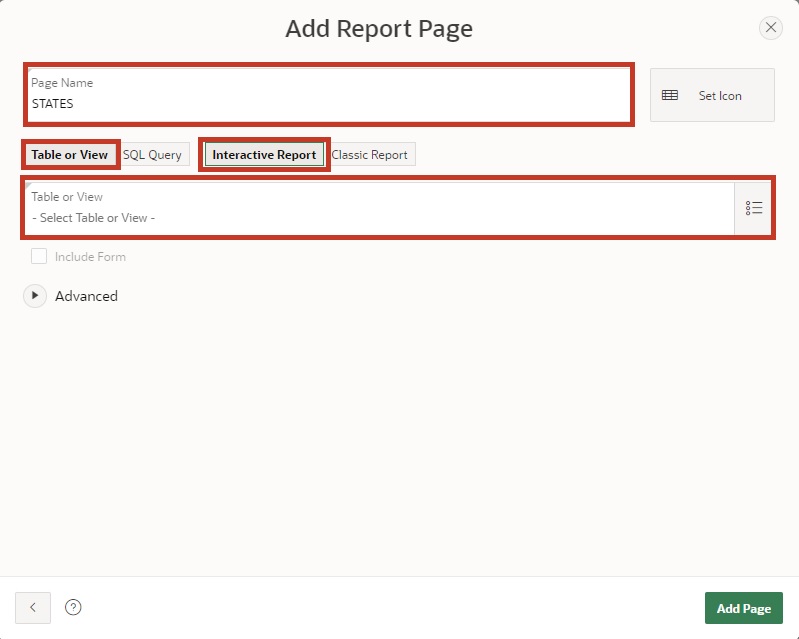 Add Report Page
Page Name
STATES
Set Icon
Table or View SQL Query Interactive Report Classic Report
Table or View
- Select Table or View -
Include Form
Advanced
?
Add Page